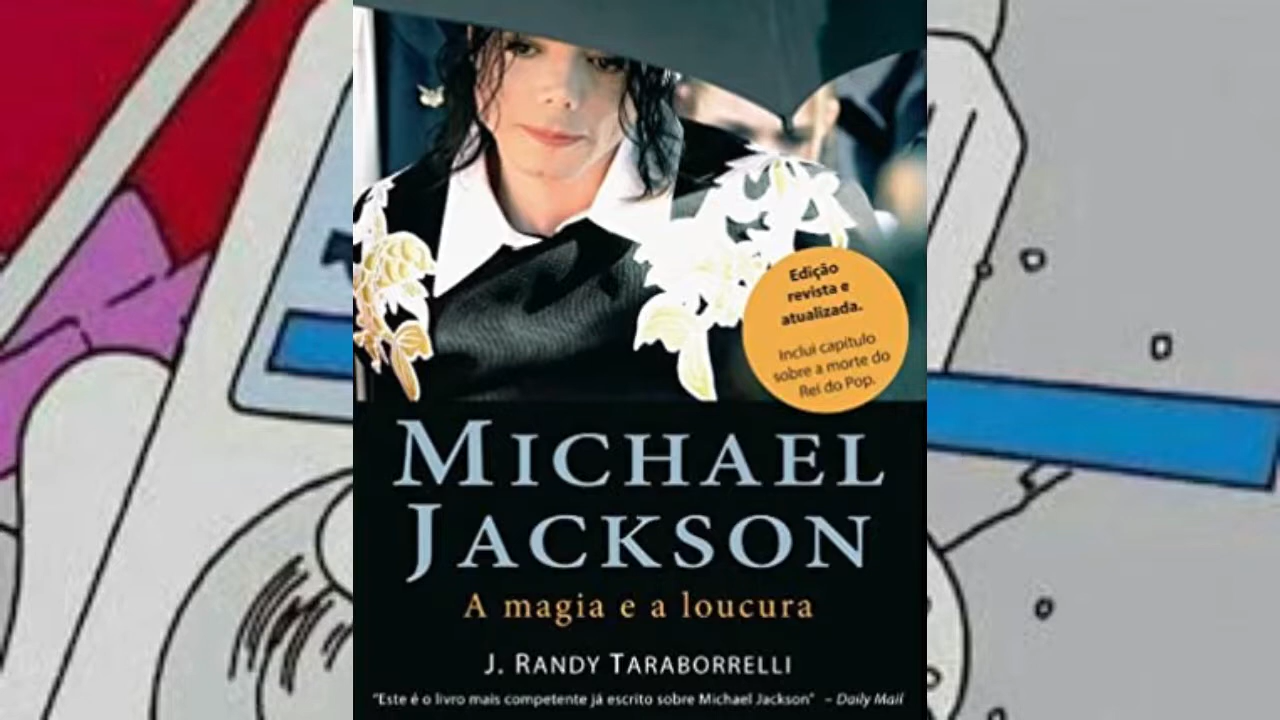 Edição
revista e
atualizada.
Inclui capítulo
sobre a morte do
Rei do Pop.
MICHAEL
JACKSON
A magia e a loucura
J. RANDY TARABORRELLI
"Este é o livro mais competente já escrito sobre Michael Jackson" – Daily Mail